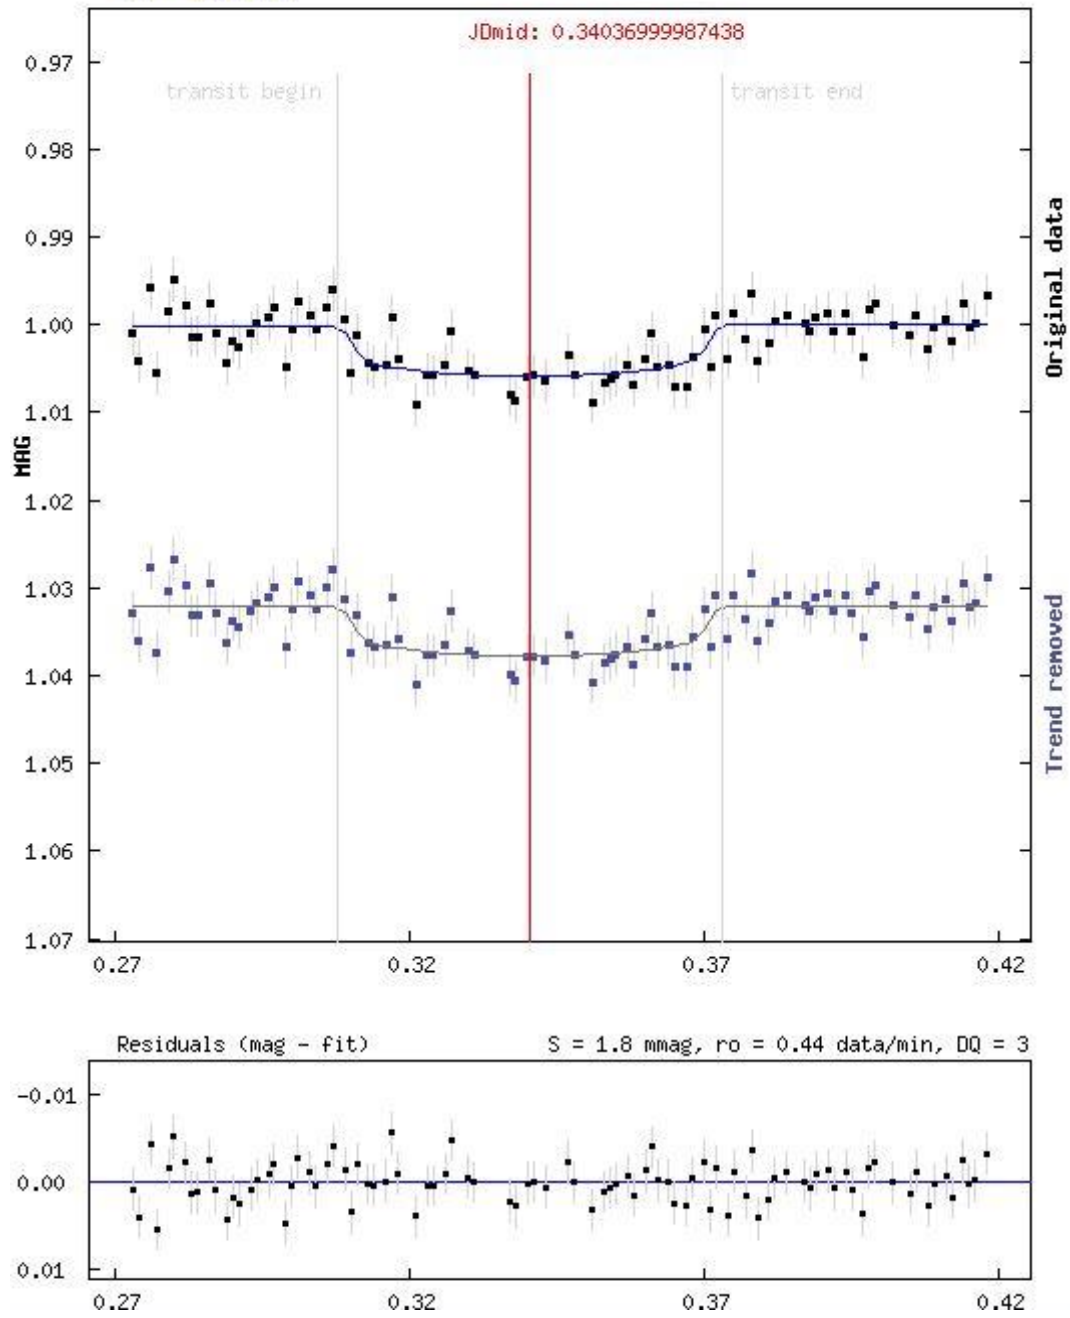 JDmid: 0.34036999987438
0.97
transit begin
transit end
0.98
0.99
Original data
1.00
1.01
MAG
1.02
1.03
Trend removed
1.04
1.05
1.06
1.07
0.27
0.32
0.37
0.42
Residuals (mag - fit)
S = 1.8 mmag, ro = 0.44 data/min, DQ = 3
-0.01
0.00
0.01
0.27
0.32
0.37
0.42